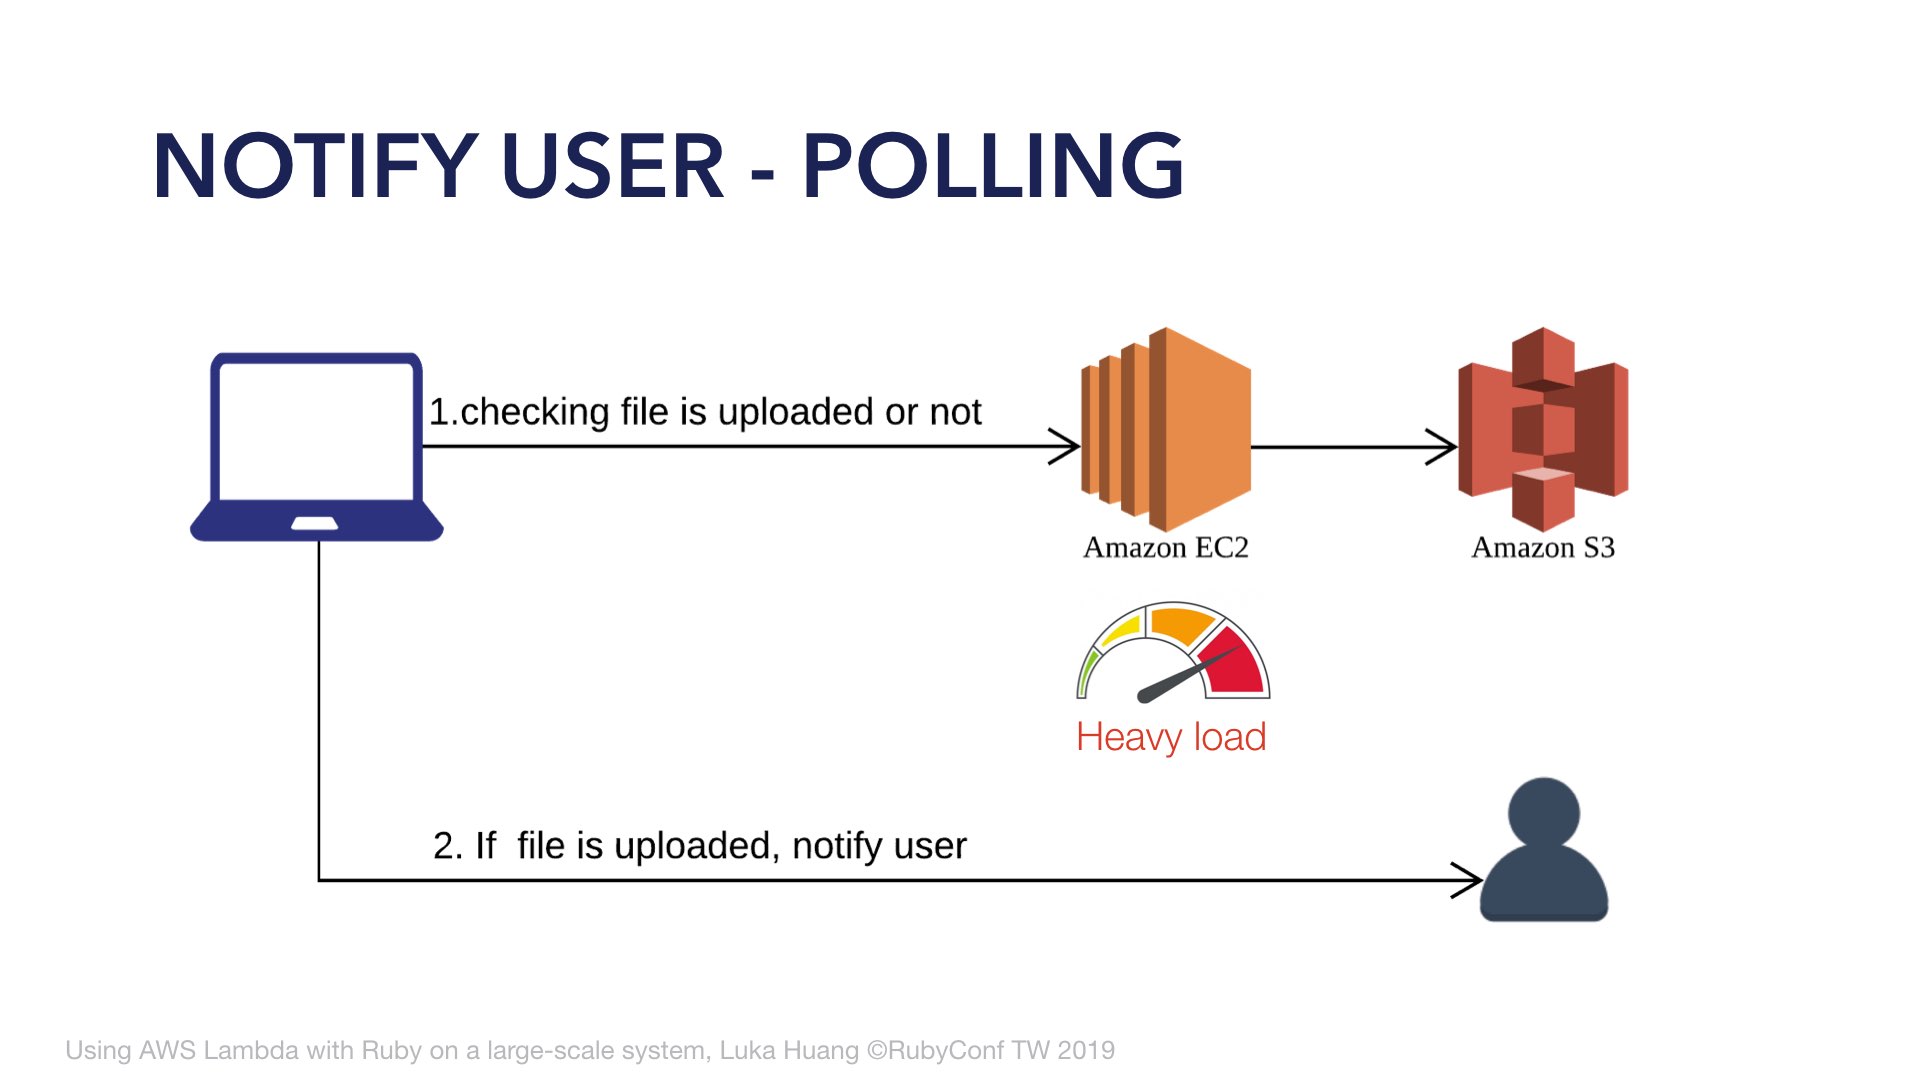 NOTIFY USER - POLLING
1.checking file is uploaded or not
Amazon EC2
Amazon S3
Heavy load
2. If  file is uploaded, notify user
Using AWS Lambda with Ruby on a large-scale system, Luka Huang ©RubyConf TW 2019